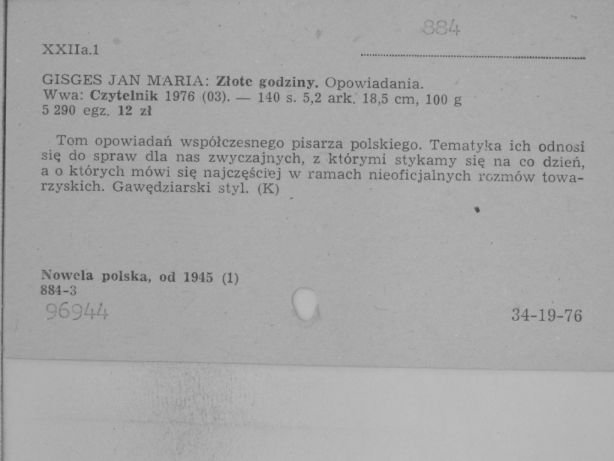 884
XXIIa.1
GISGES JAN MARIA: Złote godziny. Opowiadania.
Wwa: Czytelnik 1976 (03). — 140 s. 5,2 ark. 18,5 cm, 100 g
5 290 egz. 12 zł
Tom opowiadań współczesnego pisarza polskiego. Tematyka ich odnosi
się do spraw dla nas zwyczajnych, z którymi stykamy się na co dzień,
a o których mówi się najczęściej w ramach nieoficjalnych rozmów towa-
rzyskich. Gawędziarski styl. (K)
Nowela polska, od 1945 (1)
884-3
96944
34-19-76